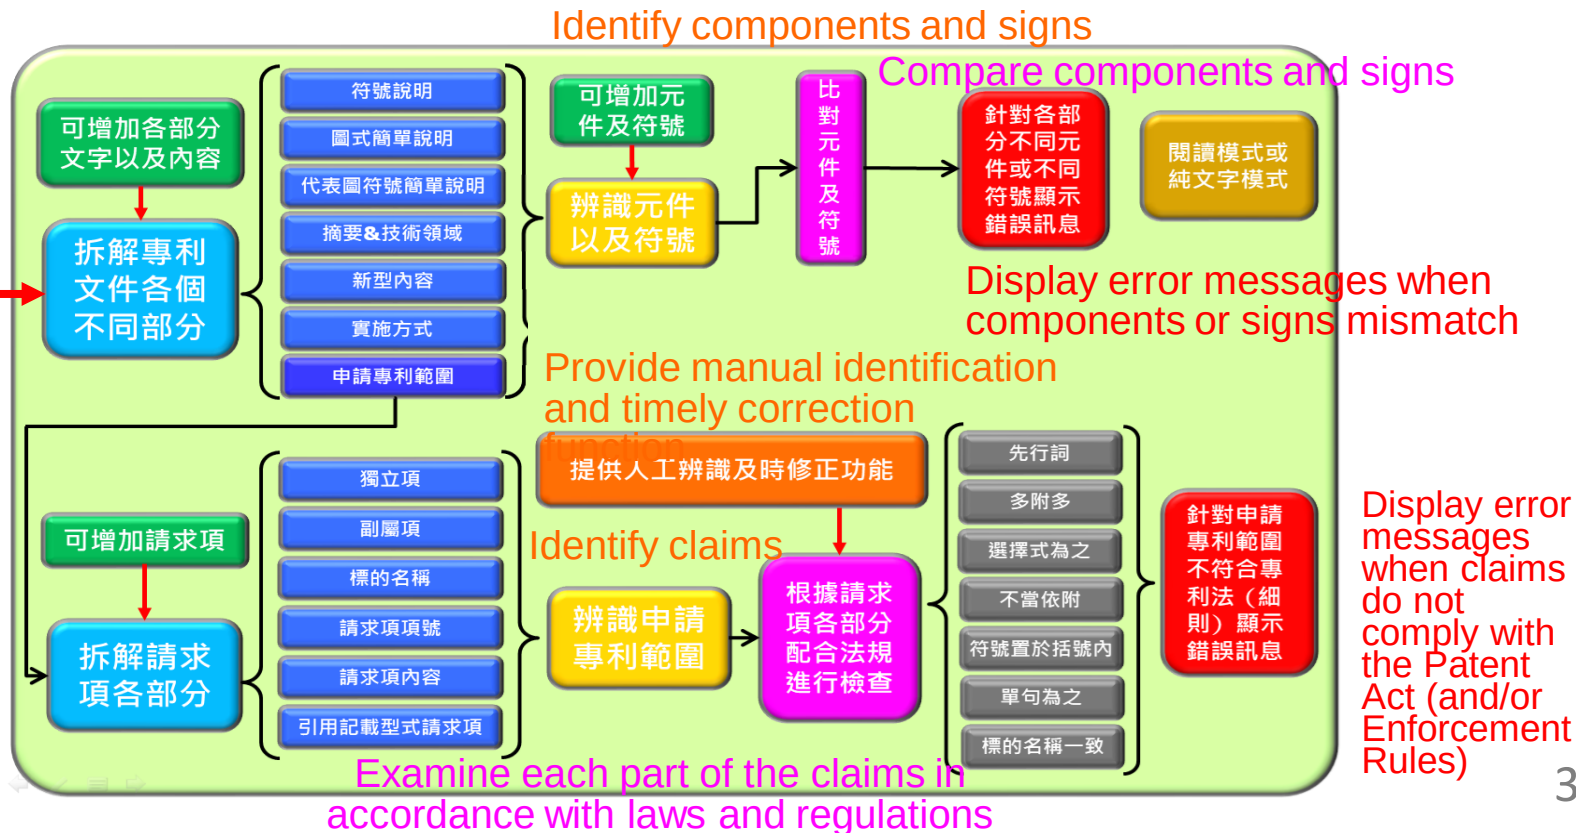 Identify components and signs
Compare components and signs
可增加各部分
文字以及內容
拆解專利
文件各個
不同部分
符號說明
圖式簡單說明
代表圖符號簡單說明
摘要&技術領域
新型內容
實施方式
申請專利範圍
可增加元
件及符號
辨識元件
以及符號
比
對
元
件
及
符
號
針對各部
分不同元
件或不同
符號顯示
錯誤訊息
閱讀模式或
純文字模式
Display error messages when
components or signs mismatch
Provide manual identification
and timely correction
function
提供人工辨識及時修正功能
可增加請求項
拆解請求
項各部分
獨立項
副屬項
標的名稱
請求項項號
請求項內容
引用記載型式請求項
Identify claims
辨識申請
專利範圍
根據請求
項各部分
配合法規
進行檢查
先行詞
多附多
選擇式為之
不當依附
符號置於括號內
單句為之
標的名稱一致
針對申請
專利範圍
不符合專
利法（細
則）顯示
錯誤訊息
Display error
messages
when claims
do not
comply with
the Patent
Act (and/or
Enforcement
Rules)
Examine each part of the claims in
accordance with laws and regulations
3